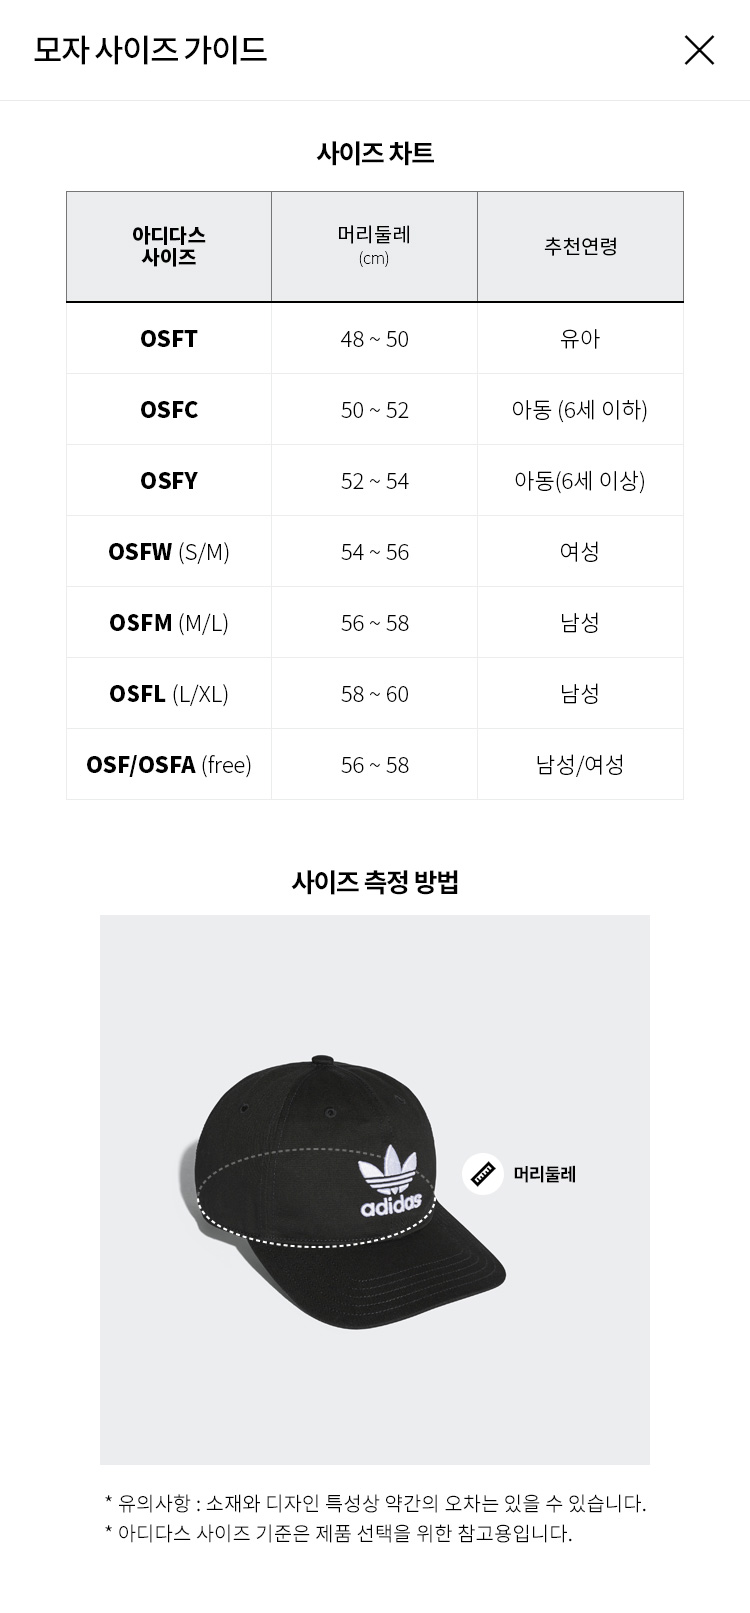 모자 사이즈 가이드
사이즈 차트
아디다스
사이즈
머리둘레
(cm)
추천연령
OSFT 48 ~ 50 유아
OSFC 50 ~ 52 아동 (6세 이하)
OSFY 52 ~ 54 아동(6세 이상)
OSFW (S/M) 54 ~ 56 여성
OSFM (M/L) 56 ~ 58 남성
OSFL (L/XL) 58 ~ 60 남성
OSF/OSFA (free) 56 ~ 58 남성/여성
사이즈 측정 방법
머리둘레
adidas
* 유의사항 : 소재와 디자인 특성상 약간의 오차는 있을 수 있습니다.
* 아디다스 사이즈 기준은 제품 선택을 위한 참고용입니다.